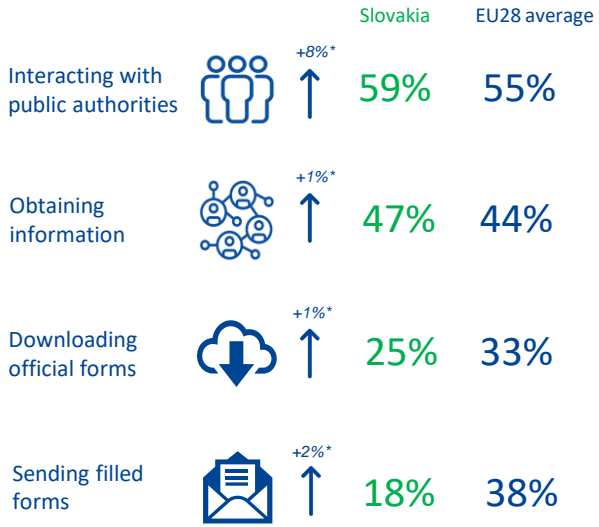 Slovakia EU28 average
Interacting with
public authorities
+8%*
59% 55%
Obtaining
information
+1%*
47% 44%
Downloading
official forms
+1%*
25% 33%
Sending filled
forms
+2%*
18% 38%